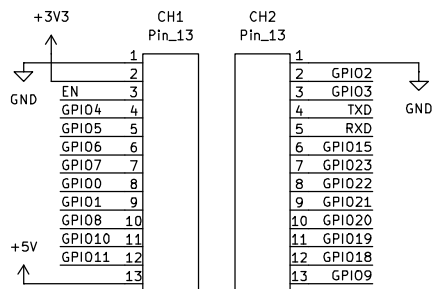 +3V3
CH1
Pin_13
CH2
Pin_13
GND
1
2
EN 3
GPIO4 4
GPIO5 5
GPIO6 6
GPIO7 7
GPIO0 8
GPIO1 9
GPIO8 10
GPIO10 11
GPIO11 12
+5V
13
1
2 GPIO2
3 GPIO3
4 TXD
5 RXD
6 GPIO15
7 GPIO23
8 GPIO22
9 GPIO21
10 GPIO20
11 GPIO19
12 GPIO18
13 GPIO9
GND